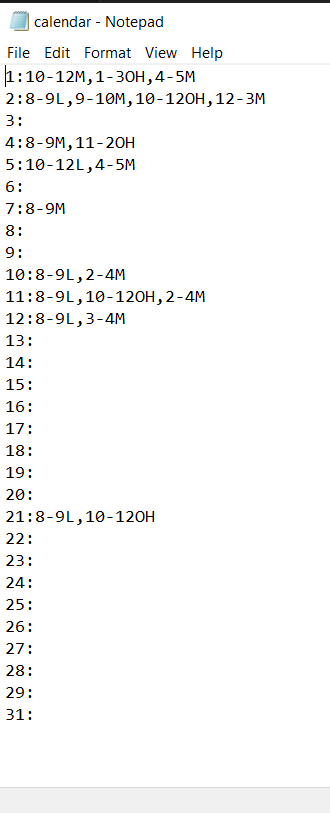 calendar - Notepad
File Edit Format View Help
1:10-12M,1-3OH,4-5M
2:8-9L,9-10M,10-12OH,12-3M
3:
4:8-9M,11-2OH
5:10-12L,4-5M
6:
7:8-9M
8:
9:
10:8-9L,2-4M
11:8-9L,10-12OH,2-4M
12:8-9L,3-4M
13:
14:
15:
16:
17:
18:
19:
20:
21:8-9L,10-12OH
22:
23:
24:
25:
26:
27:
28:
29:
31: